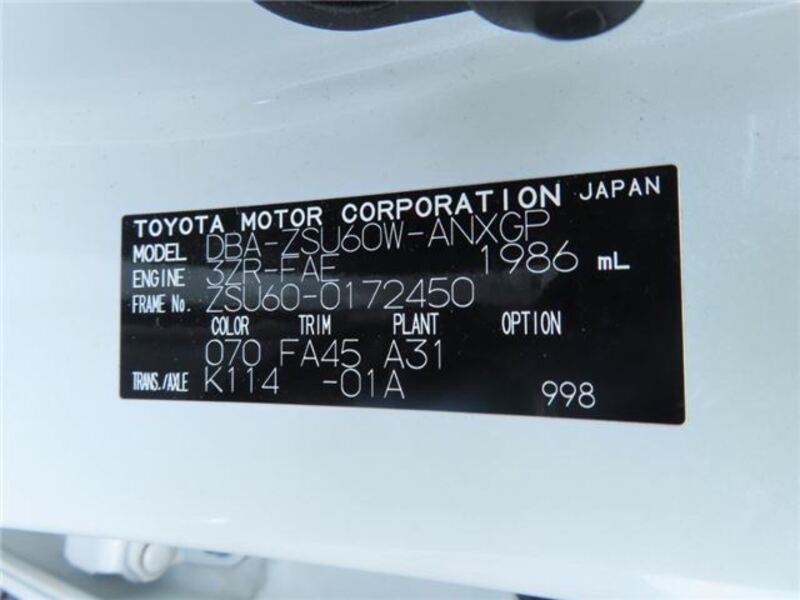 TOYOTA MOTOR CORPORATION JAPAN
MODEL DBA-ZSU60W-ANXGP
ENGINE 3ZR-FAE 1986 mL
FRAME No. ZSU60-0172450
COLOR TRIM PLANT OPTION
070 FA45 A31
TRANS./AXLE K114 -01A 998